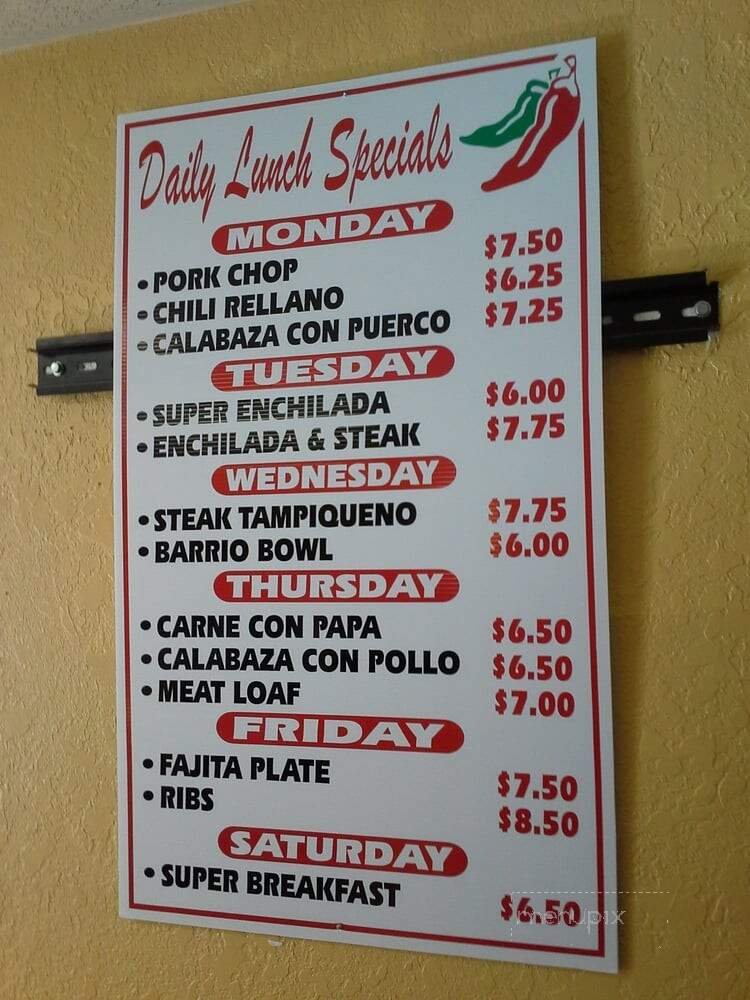 Daily Lunch Specials
MONDAY
• PORK CHOP $7.50
• CHILI RELLANO $6.25
• CALABAZA CON PUERCO $7.25
TUESDAY
• SUPER ENCHILADA $6.00
• ENCHILADA & STEAK $7.75
WEDNESDAY
• STEAK TAMPIQUENO $7.75
• BARRIO BOWL $6.00
THURSDAY
• CARNE CON PAPA $6.50
• CALABAZA CON POLLO $6.50
• MEAT LOAF $7.00
FRIDAY
• FAJITA PLATE $7.50
• RIBS $8.50
SATURDAY
• SUPER BREAKFAST $6.50
menupix